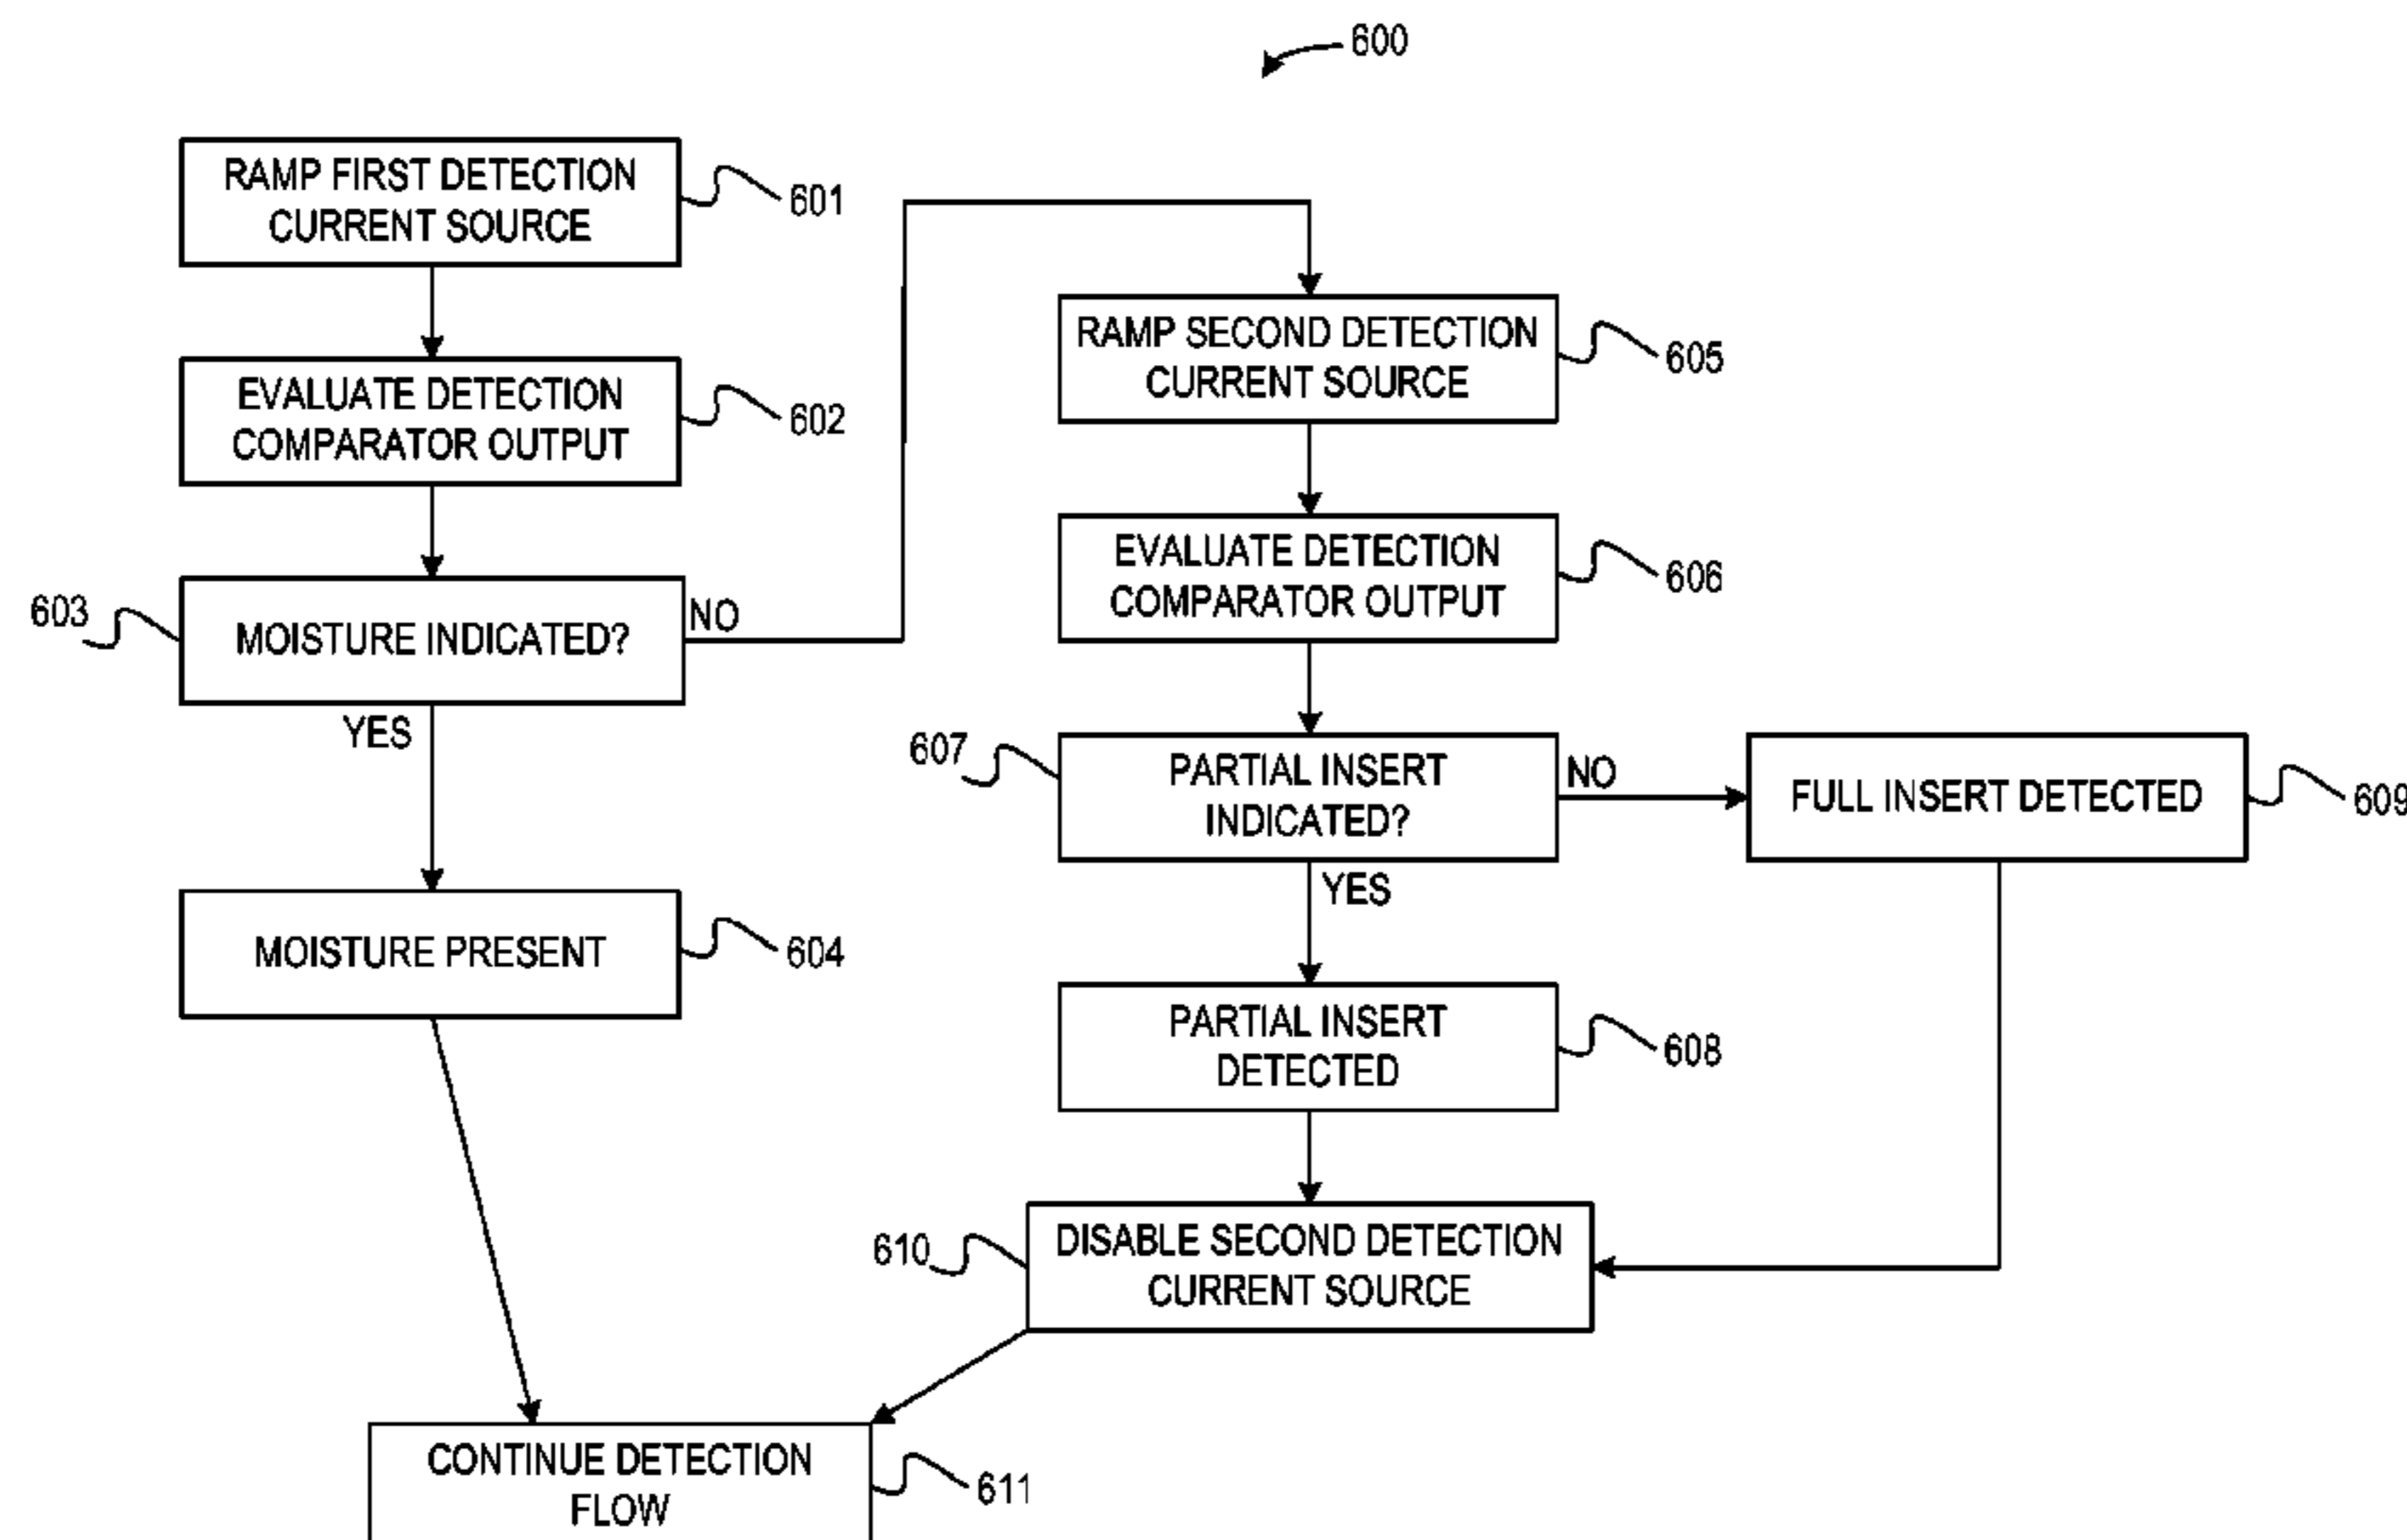 600
RAMP FIRST DETECTION
CURRENT SOURCE
601
EVALUATE DETECTION
COMPARATOR OUTPUT
602
603
MOISTURE INDICATED?
NO
YES
MOISTURE PRESENT
604
RAMP SECOND DETECTION
CURRENT SOURCE
605
EVALUATE DETECTION
COMPARATOR OUTPUT
606
607
PARTIAL INSERT
INDICATED?
NO
YES
FULL INSERT DETECTED
609
PARTIAL INSERT
DETECTED
608
610
DISABLE SECOND DETECTION
CURRENT SOURCE
CONTINUE DETECTION
FLOW
611